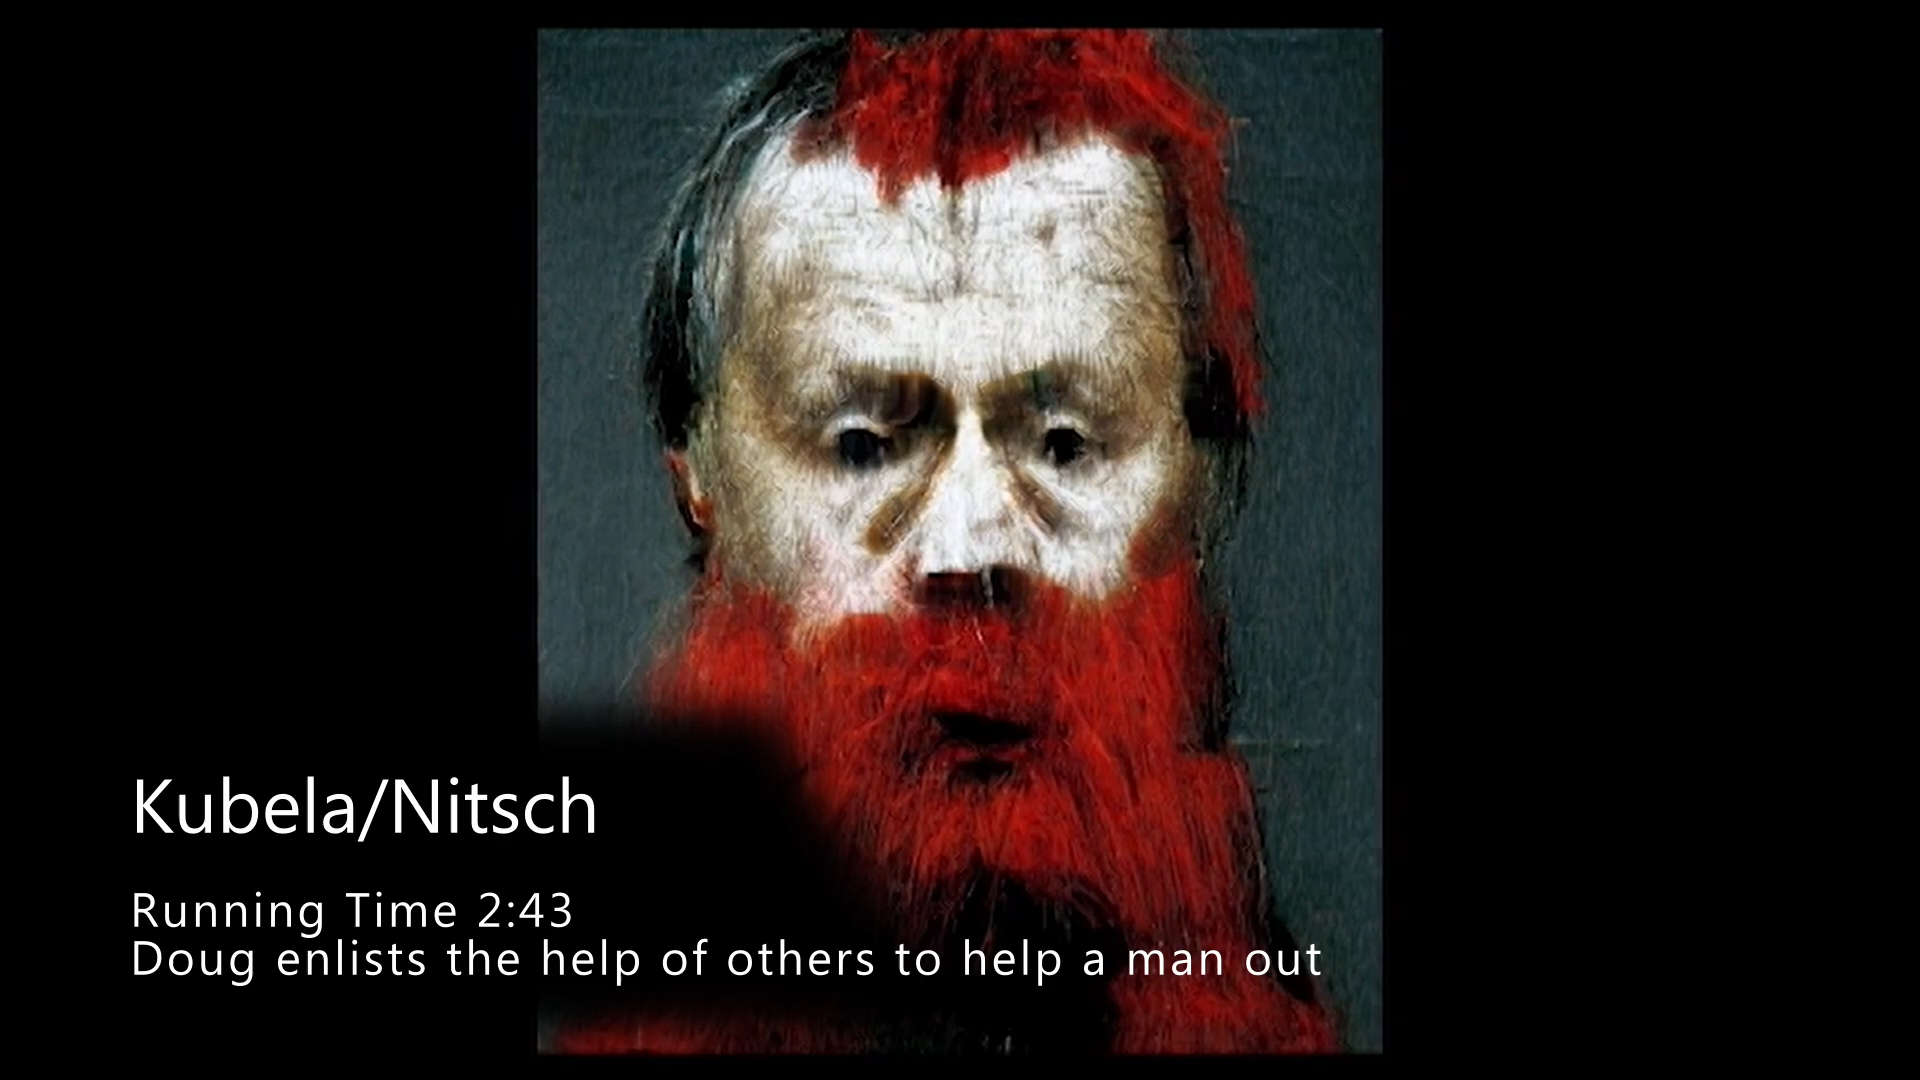 Kubela/Nitsch
Running Time 2:43
Doug enlists the help of others to help a man out